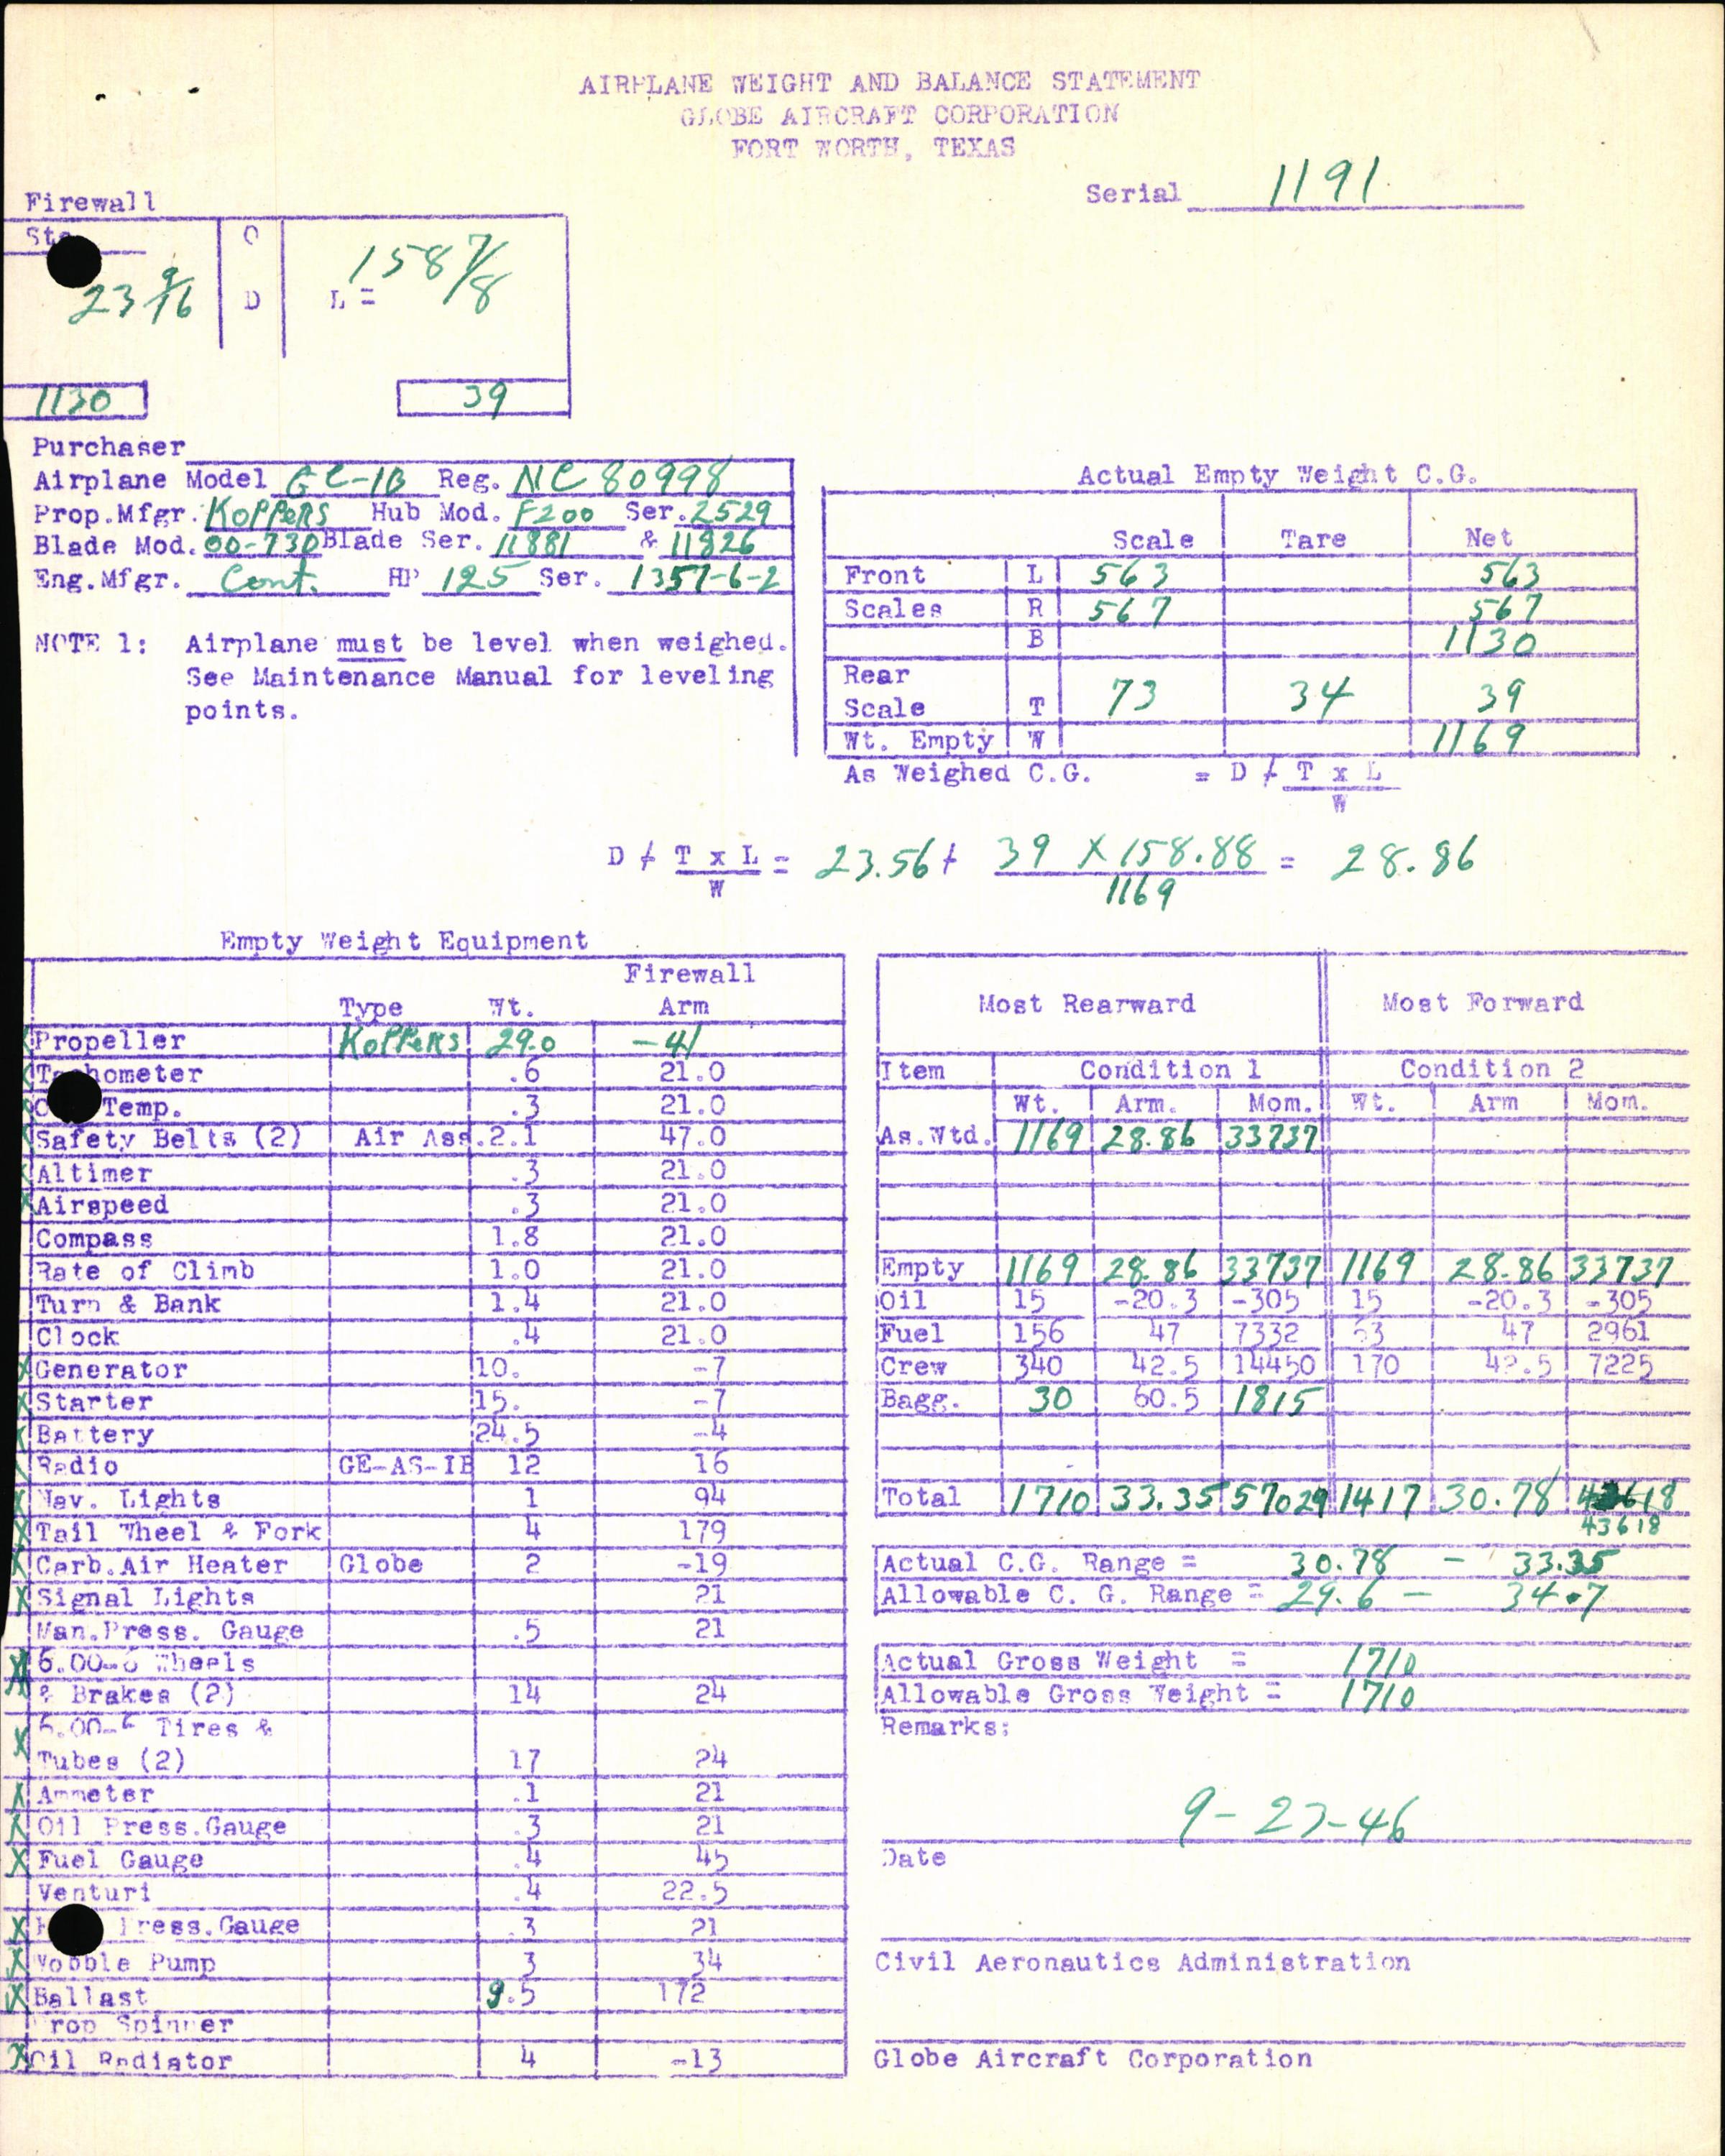 AIRPLANE WEIGHT AND BALANCE STATEMENT
GLOBE AIRCRAFT CORPORATION
FORT WORTH, TEXAS
Serial 1191
Firewall
Sta
C
23 9/16 D L = 158 7/8
1130 39
Purchaser
Airplane Model GC-1B Reg. NC 80998
Prop.Mfgr. KOPPERS Hub Mod. F200 Ser. 2529
Blade Mod. 00-730 Blade Ser. 11881 & 11826
Eng.Mfgr. Cont. HP 125 Ser. 1357-6-2
NOTE 1: Airplane must be level when weighed.
See Maintenance Manual for leveling
points.
Actual Empty Weight C.G.
Scale Tare Net
Front L 563 563
Scales R 567 567
B 1130
Rear
Scale T 73 34 39
Wt. Empty W 1169
As Weighed C.G. = D ≠ T x L
W
D ≠ T x L = 23.56 + 39 X 158.88 = 28.86
W 1169
Empty Weight Equipment
Firewall
Type Wt. Arm
Propeller KOPPERS 29.0 -41
Tachometer .6 21.0
Temp. .3 21.0
Safety Belts (2) Air Ass. 2.1 47.0
Altimer .3 21.0
Airspeed .3 21.0
Compass 1.8 21.0
Rate of Climb 1.0 21.0
Turn & Bank 1.4 21.0
Clock .4 21.0
Generator 10. -7
Starter 15. -7
Battery 24.5 -4
Radio GE-AS-IB 12 16
Nav. Lights 1 94
Tail Wheel & Fork 4 179
Carb.Air Heater Globe 2 -19
Signal Lights 21
Man.Press. Gauge .5 21
6.00-6 Wheels
& Brakes (2) 14 24
6.00-6 Tires &
Tubes (2) 17 24
Ammeter .1 21
Oil Press.Gauge .3 21
Fuel Gauge .4 45
Venturi .4 22.5
Press.Gauge .3 21
Wobble Pump 3 34
Ballast 9.5 172
Prop Spinner
Oil Radiator 4 -13
Most Rearward Most Forward
Item Condition 1 Condition 2
Wt. Arm. Mom. Wt. Arm Mom.
As.Wtd. 1169 28.86 33737
Empty 1169 28.86 33737 1169 28.86 33737
Oil 15 -20.3 -305 15 -20.3 -305
Fuel 156 47 7332 63 47 2961
Crew 340 42.5 14450 170 42.5 7225
Bagg. 30 60.5 1815
Total 1710 33.35 57029 1417 30.78 43618
43618
Actual C.G. Range = 30.78 - 33.35
Allowable C. G. Range = 29.6 - 34.7
Actual Gross Weight = 1710
Allowable Gross Weight = 1710
Remarks:
9-23-46
Date
Civil Aeronautics Administration
Globe Aircraft Corporation